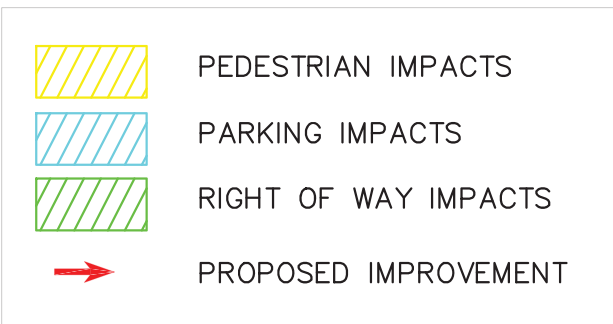 PEDESTRIAN IMPACTS
PARKING IMPACTS
RIGHT OF WAY IMPACTS
PROPOSED IMPROVEMENT